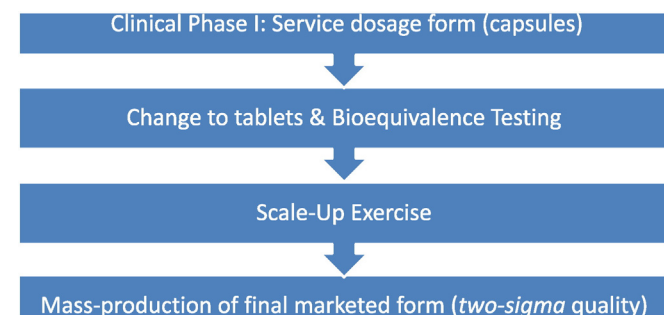 Clinical Phase I: Service dosage form (capsules)
Change to tablets & Bioequivalence Testing
Scale-Up Exercise
Mass-production of final marketed form (two-sigma quality)